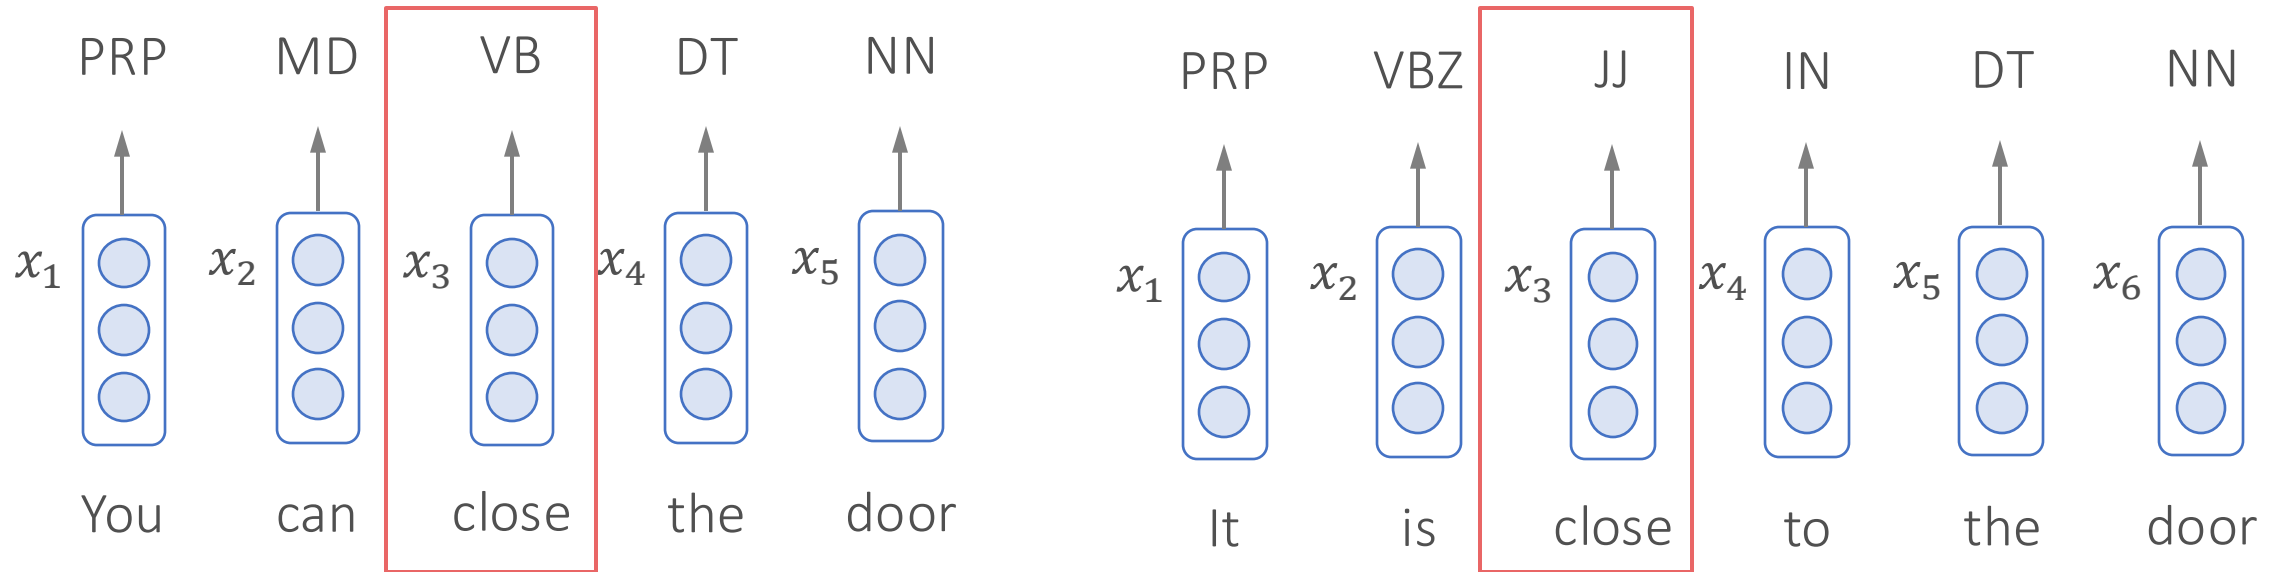 PRP MD VB DT NN
x1 x2 x3 x4 x5
You can close the door
PRP VBZ JJ IN DT NN
x1 x2 x3 x4 x5 x6
It is close to the door